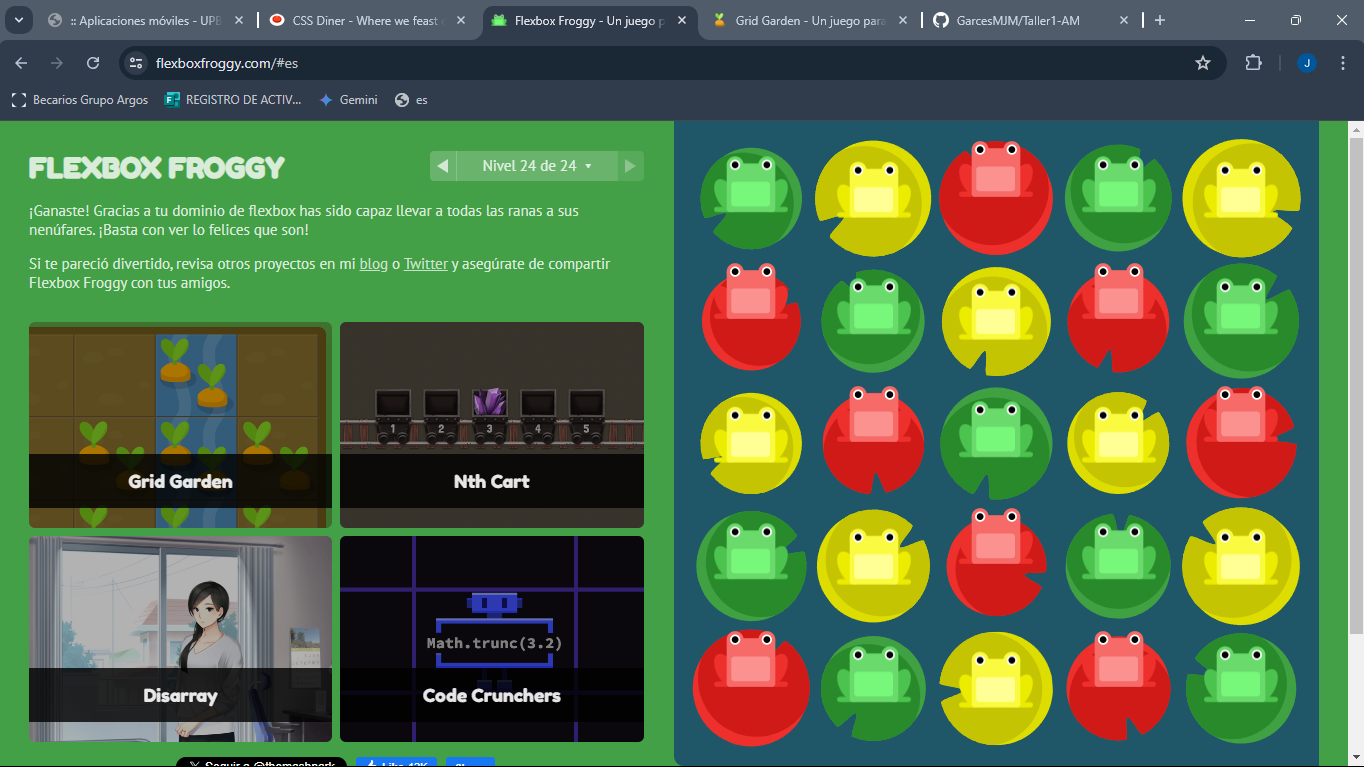 :: Aplicaciones móviles - UPB
CSS Diner - Where we feast
Flexbox Froggy - Un juego p
Grid Garden - Un juego para
GarcesMJM/Taller1-AM
flexboxfroggy.com/#es
J
Becarios Grupo Argos
REGISTRO DE ACTIV...
Gemini
es
FLEXBOX FROGGY
Nivel 24 de 24
¡Ganaste! Gracias a tu dominio de flexbox has sido capaz llevar a todas las ranas a sus
nenúfares. ¡Basta con ver lo felices que son!
Si te pareció divertido, revisa otros proyectos en mi blog o Twitter y asegúrate de compartir
Flexbox Froggy con tus amigos.
1 2 3 4 5
Grid Garden
Nth Cart
Math.trunc(3.2)
Disarray
Code Crunchers
Seguir a @thomashpark
Like 42K